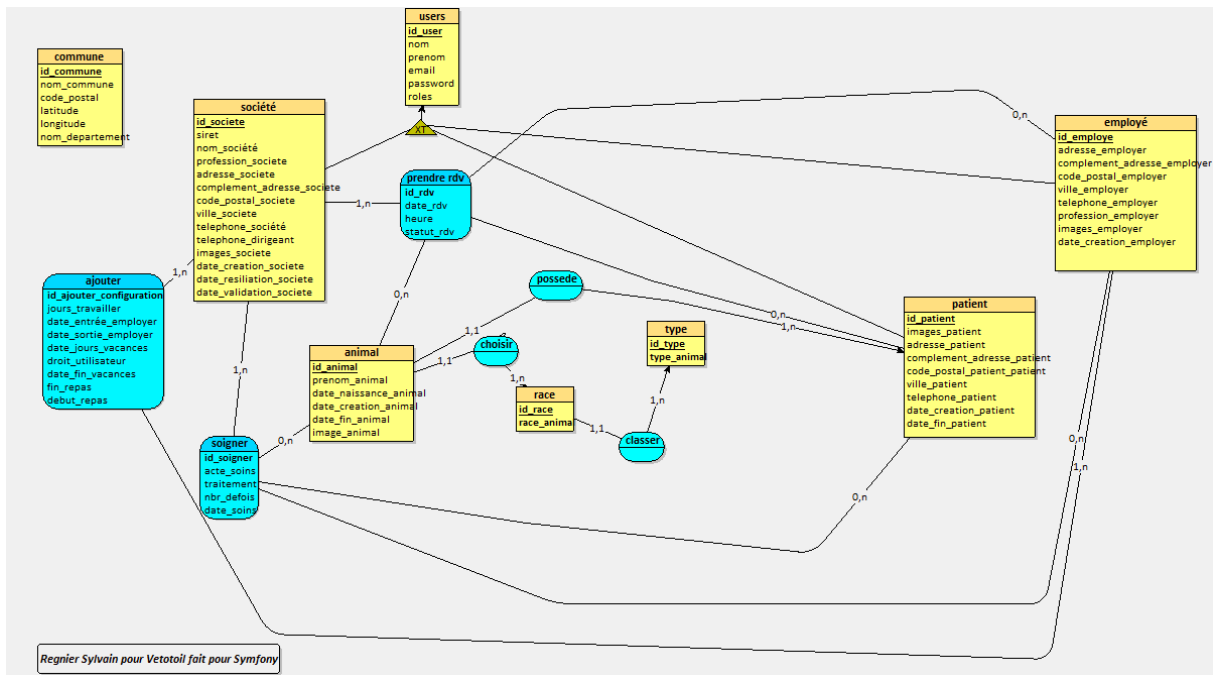 users
id_user
nom
prenom
email
password
roles
commune
id_commune
nom_commune
code_postal
latitude
longitude
nom_departement
société
id_societe
siret
nom_société
profession_societe
adresse_societe
complement_adresse_societe
code_postal_societe
ville_societe
telephone_société
telephone_dirigeant
images_societe
date_creation_societe
date_resiliation_societe
date_validation_societe
XT
0,n
employé
id_employe
adresse_employer
complement_adresse_employer
code_postal_employer
ville_employer
telephone_employer
profession_employer
images_employer
date_creation_employer
prendre rdv
id_rdv
date_rdv
heure
statut_rdv
1,n
1,n
ajouter
id_ajouter_configuration
jours_travailler
date_entrée_employer
date_sortie_employer
date_jours_vacances
droit_utilisateur
date_fin_vacances
fin_repas
debut_repas
0,n
possede
0,n
1,n
patient
id_patient
images_patient
adresse_patient
complement_adresse_patient
code_postal_patient_patient
ville_patient
telephone_patient
date_creation_patient
date_fin_patient
1,1
choisir
1,1
1,n
type
id_type
type_animal
animal
id_animal
prenom_animal
date_naissance_animal
date_creation_animal
date_fin_animal
image_animal
1,n
race
id_race
race_animal
1,n
1,1
classer
soigner
id_soigner
acte_soins
traitement
nbr_defois
date_soins
0,n
0,n
0,n
1,n
Regnier Sylvain pour Vetotoil fait pour Symfony